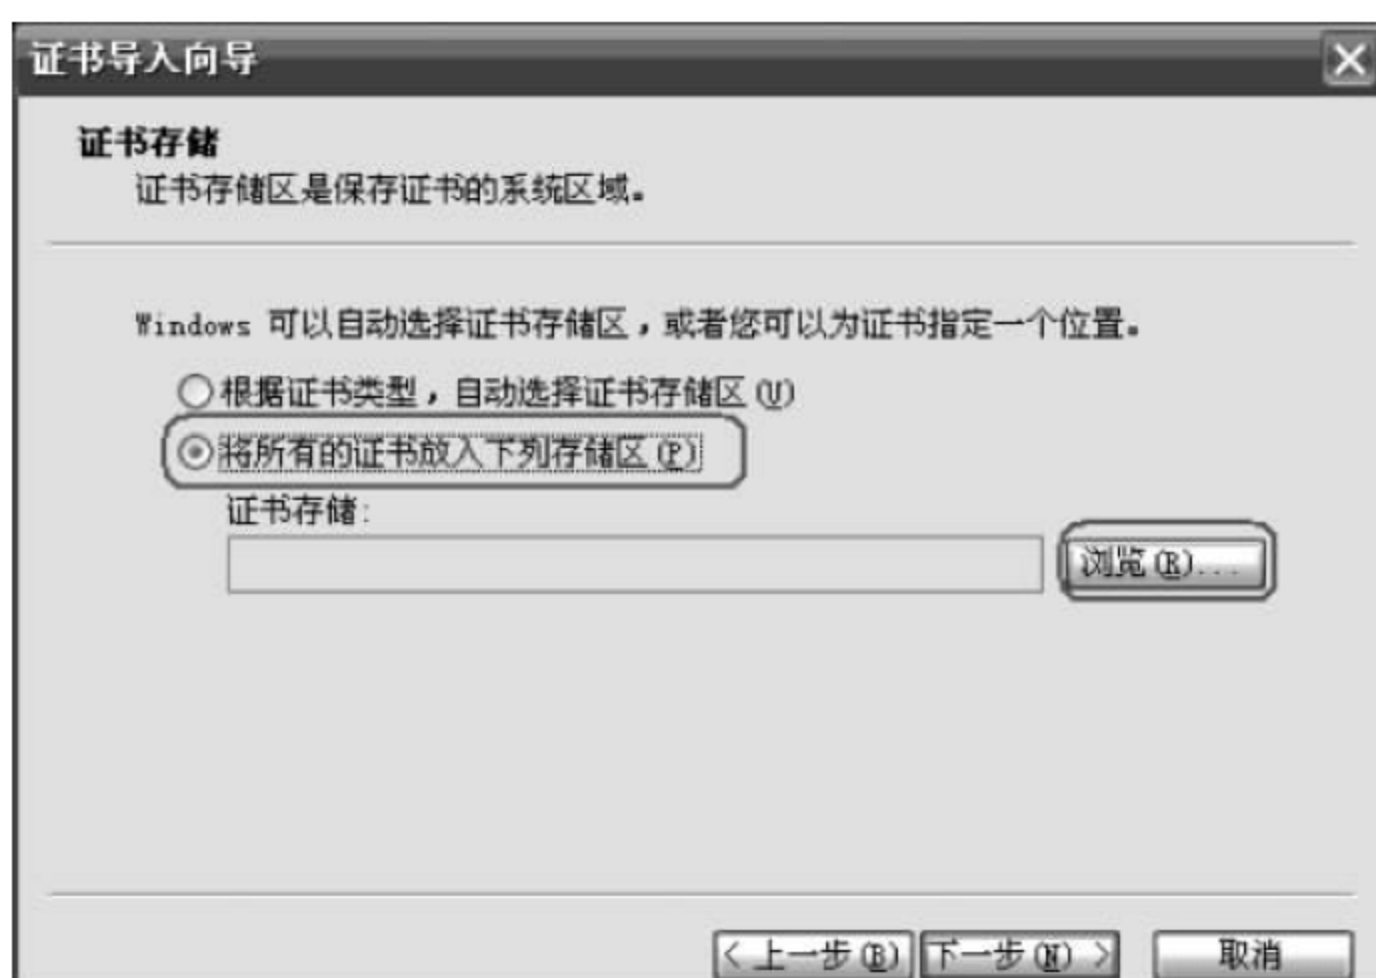 证书导入向导
证书存储
证书存储区是保存证书的系统区域。
Windows 可以自动选择证书存储区，或者您可以为证书指定一个位置。
根据证书类型，自动选择证书存储区(U)
将所有的证书放入下列存储区(P)
证书存储:
浏览(R)...
< 上一步(B) 下一步(N) > 取消